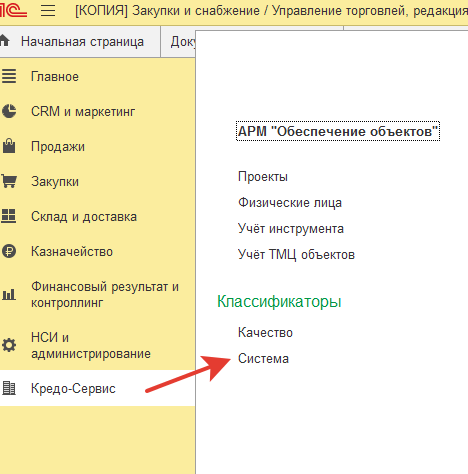 1С [КОПИЯ] Закупки и снабжение / Управление торговлей, редакция
Начальная страница
Главное
CRM и маркетинг
Продажи
Закупки
Склад и доставка
Казначейство
Финансовый результат и
контроллинг
НСИ и
администрирование
Кредо-Сервис
АРМ "Обеспечение объектов"
Проекты
Физические лица
Учёт инструмента
Учёт ТМЦ объектов
Классификаторы
Качество
Система